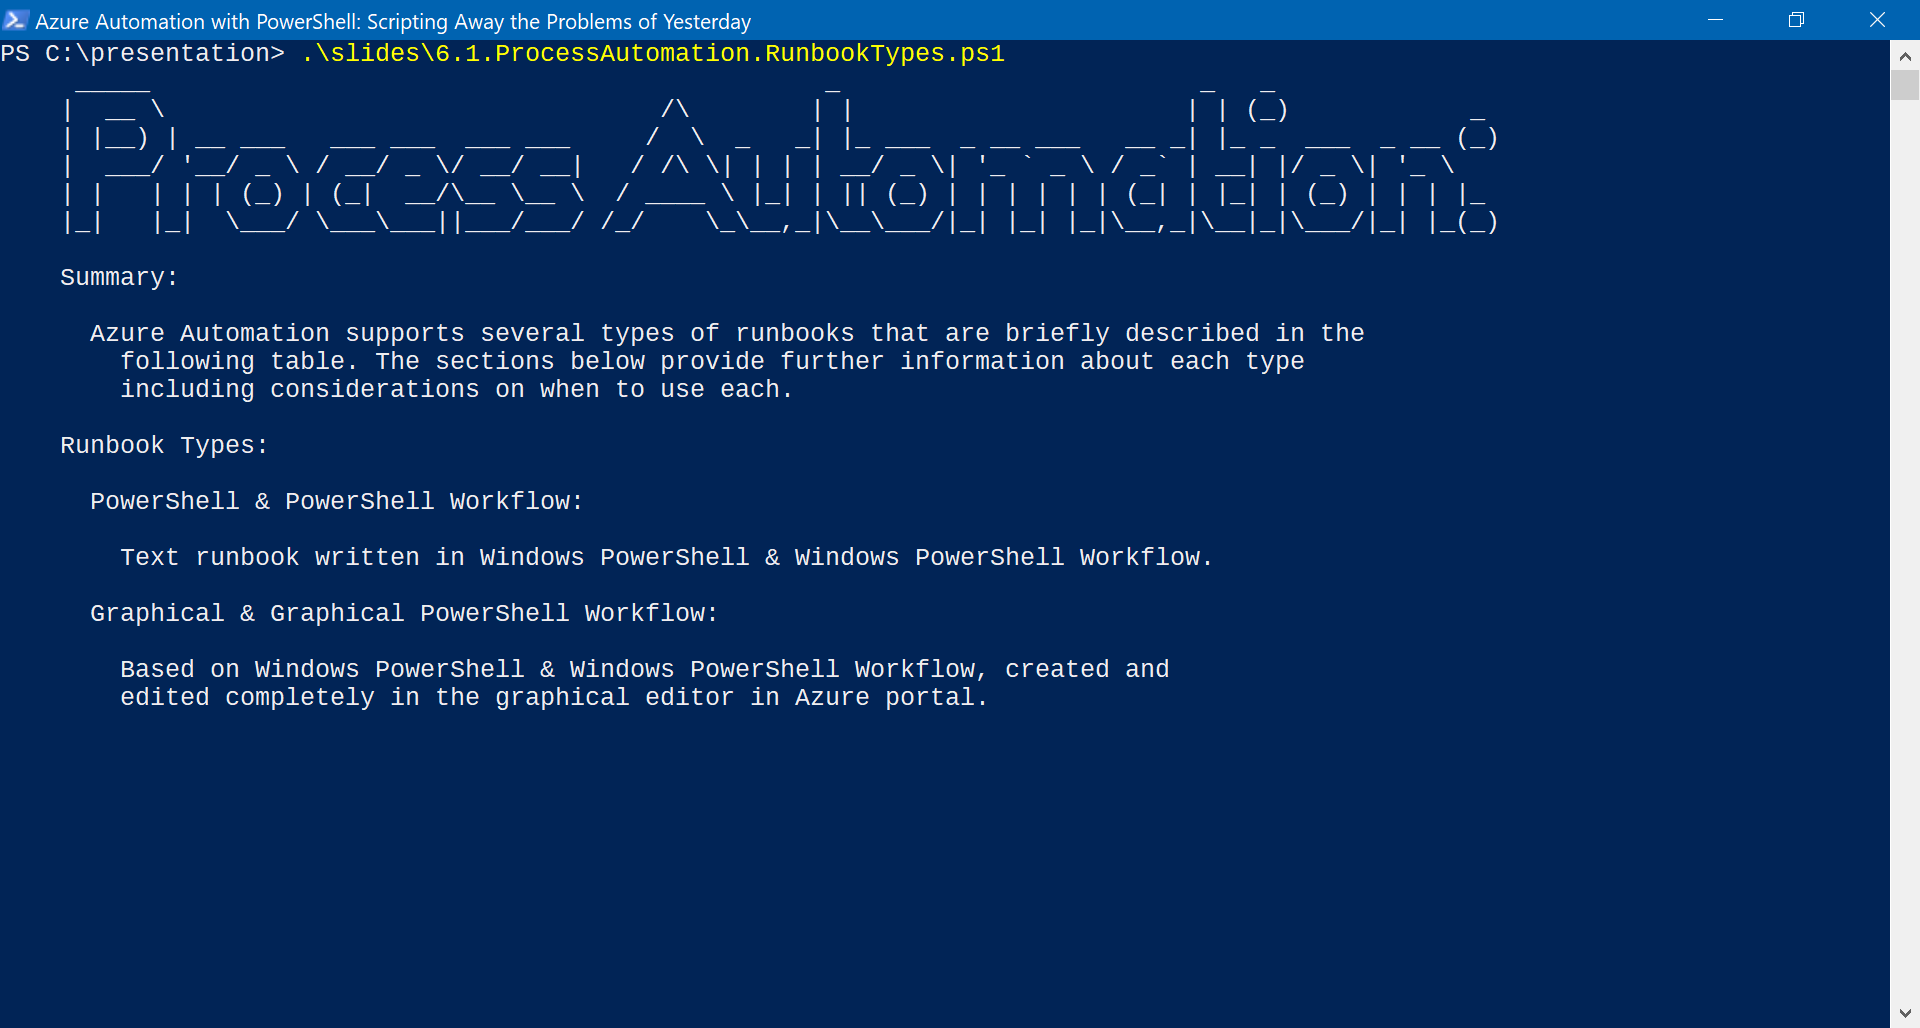 Azure Automation with PowerShell: Scripting Away the Problems of Yesterday
PS C:\presentation> .\slides\6.1.ProcessAutomation.RunbookTypes.ps1
Process Automation:
Summary:
Azure Automation supports several types of runbooks that are briefly described in the
following table. The sections below provide further information about each type
including considerations on when to use each.
Runbook Types:
PowerShell & PowerShell Workflow:
Text runbook written in Windows PowerShell & Windows PowerShell Workflow.
Graphical & Graphical PowerShell Workflow:
Based on Windows PowerShell & Windows PowerShell Workflow, created and
edited completely in the graphical editor in Azure portal.